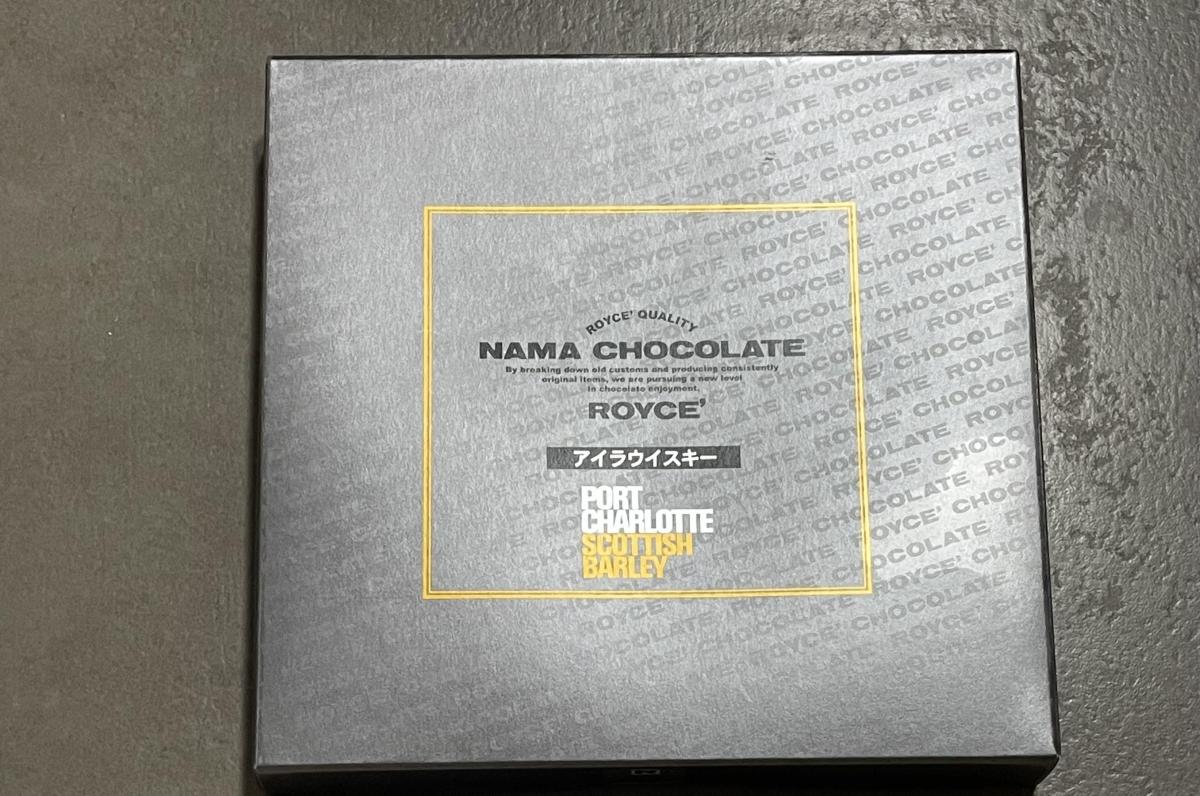 ROYCE' QUALITY
NAMA CHOCOLATE
By breaking down old customs and producing consistently
original items, we are pursuing a new level
in chocolate enjoyment.
ROYCE'
アイラウイスキー
PORT
CHARLOTTE
SCOTTISH
BARLEY